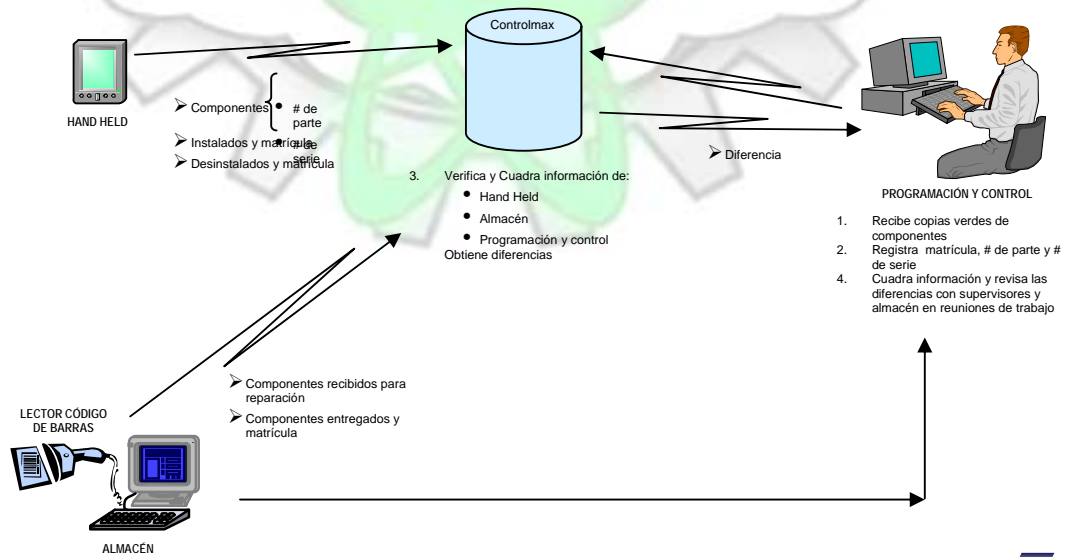 Controlmax
HAND HELD
Componentes
# de
parte
# de
serie
Instalados y matrícula
Desinstalados y matrícula
Diferencia
3. Verifica y Cuadra información de:
Hand Held
Almacén
Programación y control
Obtiene diferencias
PROGRAMACIÓN Y CONTROL
1. Recibe copias verdes de
componentes
2. Registra matrícula, # de parte y #
de serie
4. Cuadra información y revisa las
diferencias con supervisores y
almacén en reuniones de trabajo
Componentes recibidos para
reparación
Componentes entregados y
matrícula
LECTOR CÓDIGO
DE BARRAS
ALMACÉN